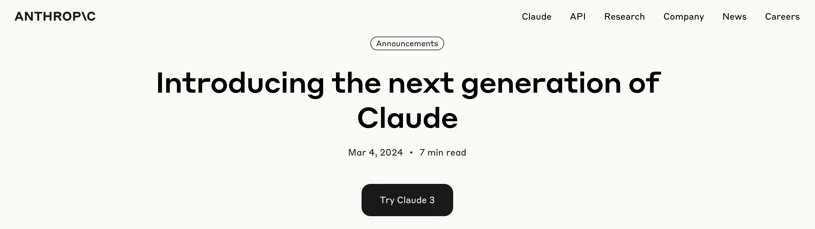 ANTHROP\C
Claude API Research Company News Careers
Announcements
Introducing the next generation of
Claude
Mar 4, 2024 • 7 min read
Try Claude 3